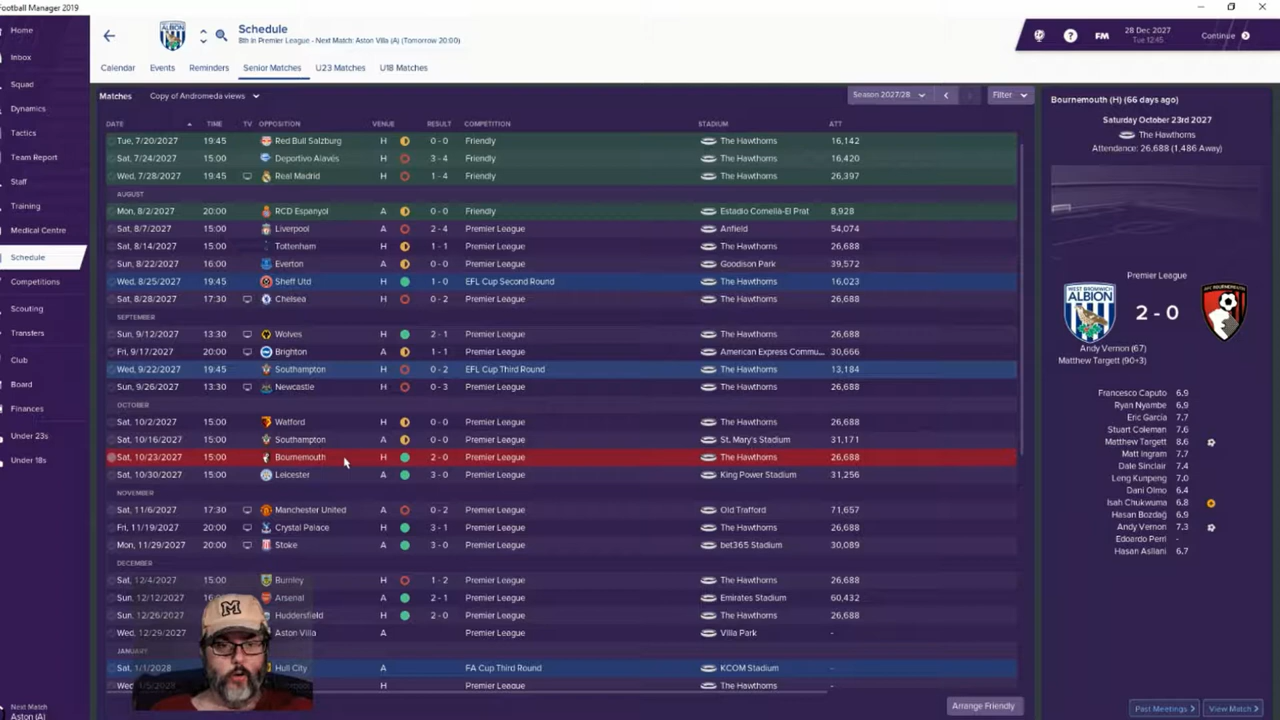 Football Manager 2019
Schedule
8th in Premier League - Next Match: Aston Villa (A) (Tomorrow 20:00)
28 Dec 2027
Tue 12:45
FM
Continue
Home
Inbox
Squad
Dynamics
Tactics
Team Report
Staff
Training
Medical Centre
Schedule
Competitions
Scouting
Transfers
Club
Board
Finances
Under 23s
Under 18s
Next Match
Aston (A)
Calendar Events Reminders Senior Matches U23 Matches U18 Matches
Matches Copy of Andromeda views Season 2027/28 Filter
DATE TIME TV OPPOSITION VENUE RESULT COMPETITION STADIUM ATT
Tue, 7/20/2027 19:45 Red Bull Salzburg H 0 - 0 Friendly The Hawthorns 16,142
Sat, 7/24/2027 15:00 Deportivo Alavés H 3 - 4 Friendly The Hawthorns 16,420
Wed, 7/28/2027 19:45 Real Madrid H 1 - 4 Friendly The Hawthorns 26,397
AUGUST
Mon, 8/2/2027 20:00 RCD Espanyol A 0 - 0 Friendly Estadio Cornella-El Prat 8,928
Sat, 8/7/2027 15:00 Liverpool A 2 - 4 Premier League Anfield 54,074
Sat, 8/14/2027 15:00 Tottenham H 1 - 1 Premier League The Hawthorns 26,688
Sun, 8/22/2027 16:00 Everton A 0 - 0 Premier League Goodison Park 39,572
Wed, 8/25/2027 19:45 Sheff Utd H 1 - 0 EFL Cup Second Round The Hawthorns 16,023
Sat, 8/28/2027 17:30 Chelsea H 0 - 2 Premier League The Hawthorns 26,688
SEPTEMBER
Sun, 9/12/2027 13:30 Wolves H 2 - 1 Premier League The Hawthorns 26,688
Fri, 9/17/2027 20:00 Brighton A 1 - 1 Premier League American Express Commu... 30,666
Wed, 9/22/2027 19:45 Southampton H 0 - 2 EFL Cup Third Round The Hawthorns 13,184
Sun, 9/26/2027 13:30 Newcastle H 0 - 3 Premier League The Hawthorns 26,688
OCTOBER
Sat, 10/2/2027 15:00 Watford H 0 - 0 Premier League The Hawthorns 26,688
Sat, 10/16/2027 15:00 Southampton A 0 - 0 Premier League St. Mary's Stadium 31,171
Sat, 10/23/2027 15:00 Bournemouth H 2 - 0 Premier League The Hawthorns 26,688
Sat, 10/30/2027 15:00 Leicester A 3 - 0 Premier League King Power Stadium 31,256
NOVEMBER
Sat, 11/6/2027 17:30 Manchester United A 0 - 2 Premier League Old Trafford 71,657
Fri, 11/19/2027 20:00 Crystal Palace H 3 - 1 Premier League The Hawthorns 26,688
Mon, 11/29/2027 20:00 Stoke A 3 - 0 Premier League bet365 Stadium 30,089
DECEMBER
Sat, 12/4/2027 15:00 Burnley H 1 - 2 Premier League The Hawthorns 26,688
Sun, 12/12/2027 Arsenal A 2 - 1 Premier League Emirates Stadium 60,432
Sun, 12/26/2027 Huddersfield H 2 - 0 Premier League The Hawthorns 26,688
Wed, 12/29/2027 Aston Villa A Premier League Villa Park -
JANUARY
Sat, 1/1/2028 Hull City A FA Cup Third Round KCOM Stadium -
H Premier League The Hawthorns -
Arrange Friendly
Bournemouth (H) (66 days ago)
Saturday October 23rd 2027
The Hawthorns
Attendance: 26,688 (1,486 Away)
Premier League
WEST BROMWICH
ALBION
2 - 0
Andy Vernon (67)
Matthew Targett (90+3)
Francesco Caputo 6.9
Ryan Nyambe 6.9
Eric Garcia 7.7
Stuart Coleman 7.6
Matthew Targett 8.6
Matt Ingram 7.7
Dale Sinclair 7.4
Leng Kunpeng 7.0
Dani Olmo 6.4
Isah Chukwuma 6.8
Hasan Bozdağ 6.9
Andy Vernon 7.3
Edoardo Perri -
Hasan Asllani 6.7
Past Meetings >
View Match >
M